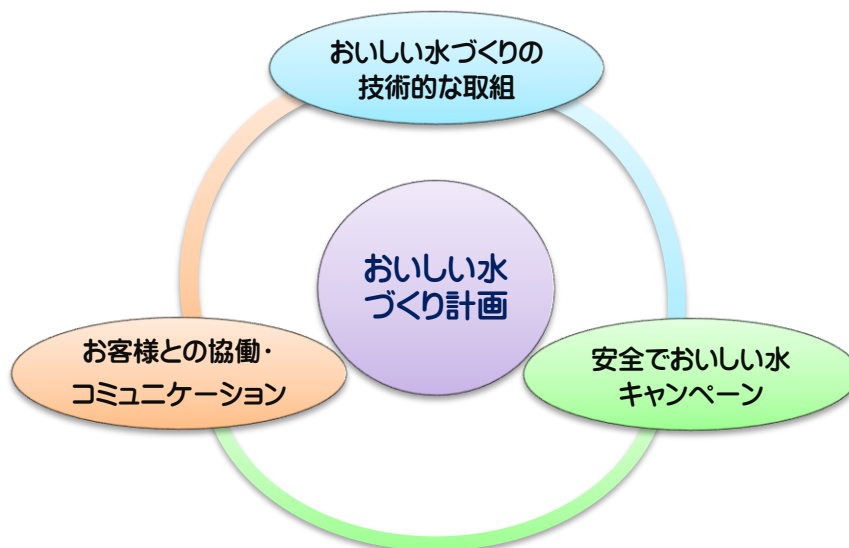 おいしい水づくりの
技術的な取組
おいしい水
づくり計画
お客様との協働・
コミュニケーション
安全でおいしい水
キャンペーン